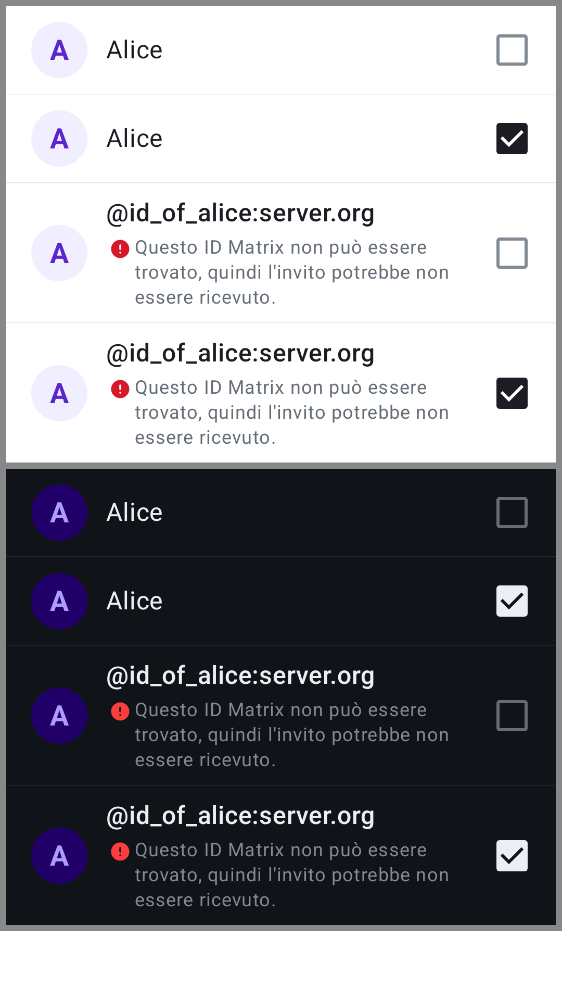 A Alice
A Alice
@id_of_alice:server.org
A Questo ID Matrix non può essere
trovato, quindi l'invito potrebbe non
essere ricevuto.
@id_of_alice:server.org
A Questo ID Matrix non può essere
trovato, quindi l'invito potrebbe non
essere ricevuto.
A Alice
A Alice
@id_of_alice:server.org
A Questo ID Matrix non può essere
trovato, quindi l'invito potrebbe non
essere ricevuto.
@id_of_alice:server.org
A Questo ID Matrix non può essere
trovato, quindi l'invito potrebbe non
essere ricevuto.